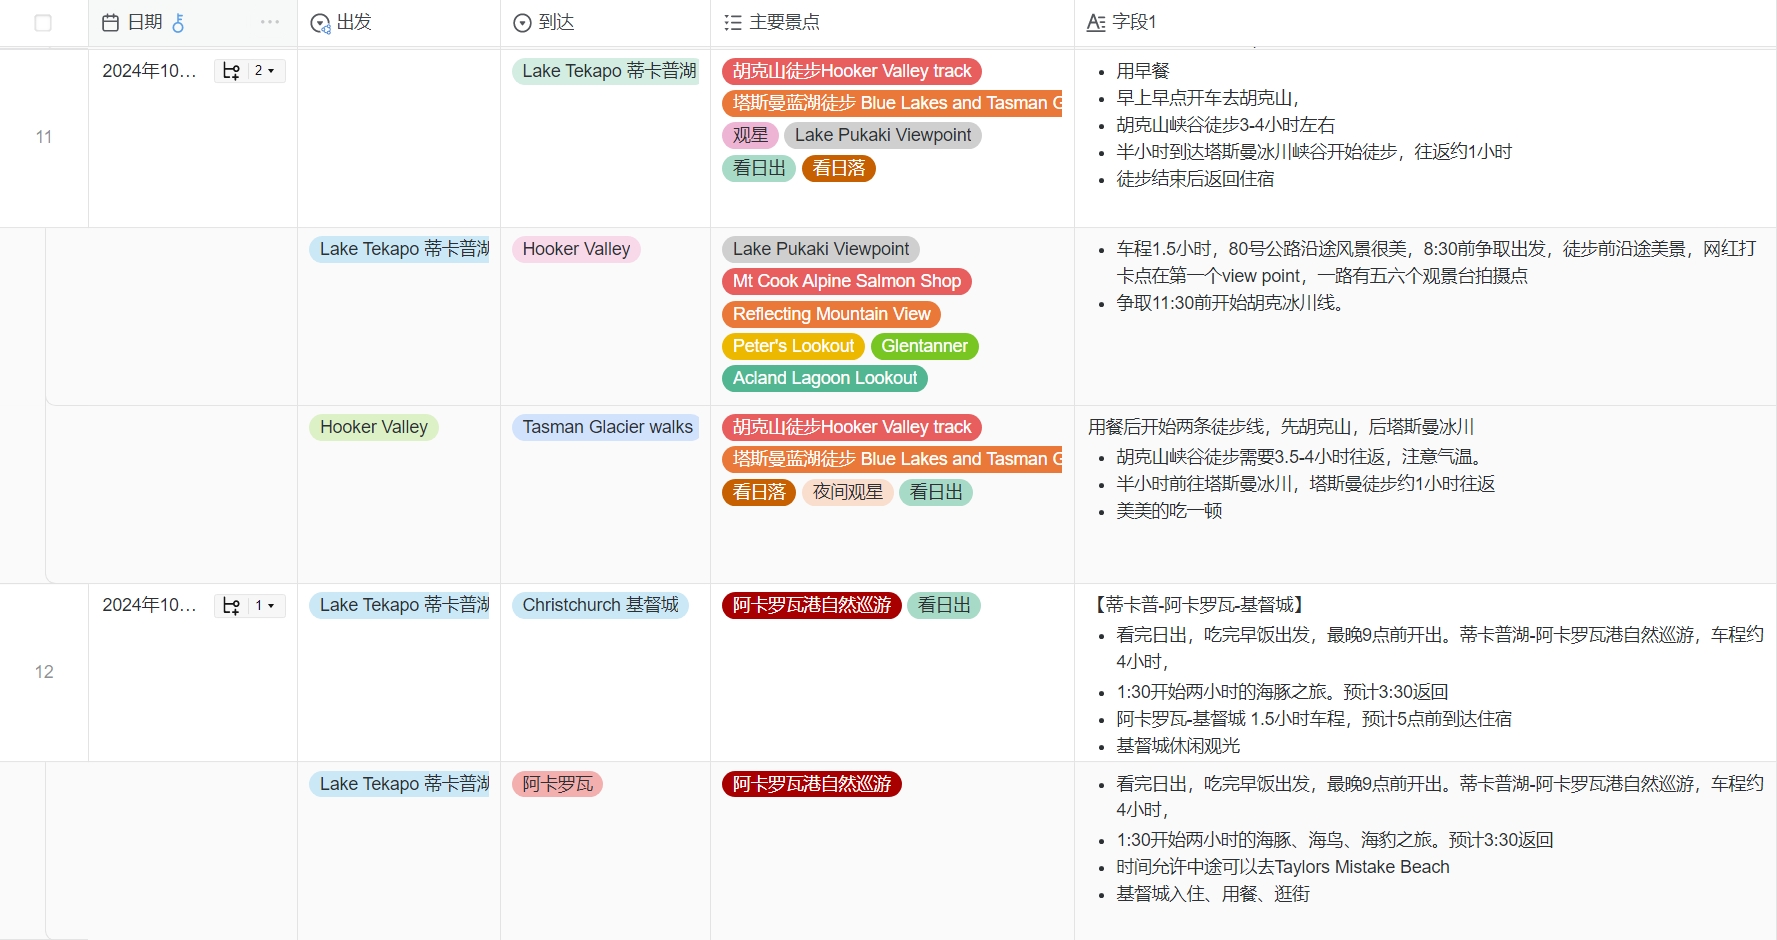 日期 出发 到达 主要景点 字段1
11
2024年10... 2
Lake Tekapo 蒂卡普湖
胡克山徒步Hooker Valley track
塔斯曼蓝湖徒步 Blue Lakes and Tasman G
观星 Lake Pukaki Viewpoint
看日出 看日落
用早餐
早上早点开车去胡克山，
胡克山峡谷徒步3-4小时左右
半小时到达塔斯曼冰川峡谷开始徒步，往返约1小时
徒步结束后返回住宿
Lake Tekapo 蒂卡普湖
Hooker Valley
Lake Pukaki Viewpoint
Mt Cook Alpine Salmon Shop
Reflecting Mountain View
Peter's Lookout Glentanner
Acland Lagoon Lookout
车程1.5小时，80号公路沿途风景很美，8:30前争取出发，徒步前沿途美景，网红打
卡点在第一个view point，一路有五六个观景台拍摄点
争取11:30前开始胡克冰川线。
Hooker Valley
Tasman Glacier walks
胡克山徒步Hooker Valley track
塔斯曼蓝湖徒步 Blue Lakes and Tasman G
看日落 夜间观星 看日出
用餐后开始两条徒步线，先胡克山，后塔斯曼冰川
胡克山峡谷徒步需要3.5-4小时往返，注意气温。
半小时前往塔斯曼冰川，塔斯曼徒步约1小时往返
美美的吃一顿
12
2024年10... 1
Lake Tekapo 蒂卡普湖
Christchurch 基督城
阿卡罗瓦港自然巡游 看日出
【蒂卡普-阿卡罗瓦-基督城】
看完日出，吃完早饭出发，最晚9点前开出。蒂卡普湖-阿卡罗瓦港自然巡游，车程约
4小时，
1:30开始两小时的海豚之旅。预计3:30返回
阿卡罗瓦-基督城 1.5小时车程，预计5点前到达住宿
基督城休闲观光
Lake Tekapo 蒂卡普湖
阿卡罗瓦
阿卡罗瓦港自然巡游
看完日出，吃完早饭出发，最晚9点前开出。蒂卡普湖-阿卡罗瓦港自然巡游，车程约
4小时，
1:30开始两小时的海豚、海鸟、海豹之旅。预计3:30返回
时间允许中途可以去Taylors Mistake Beach
基督城入住、用餐、逛街